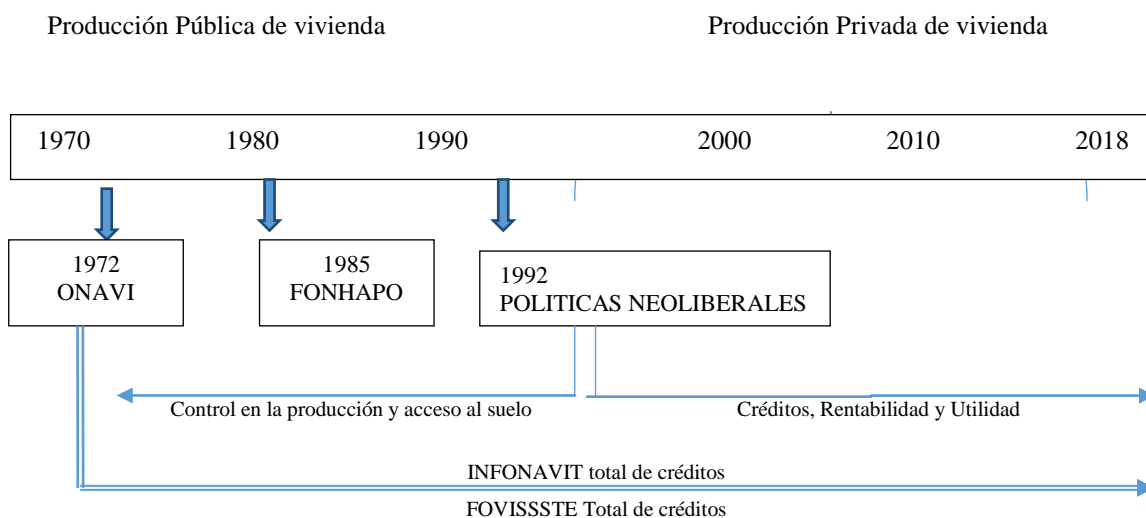 Producción Pública de vivienda
Producción Privada de vivienda
1970 1980 1990 2000 2010 2018
1972
ONAVI
1985
FONHAPO
1992
POLITICAS NEOLIBERALES
Control en la producción y acceso al suelo
Créditos, Rentabilidad y Utilidad
INFONAVIT total de créditos
FOVISSSTE Total de créditos